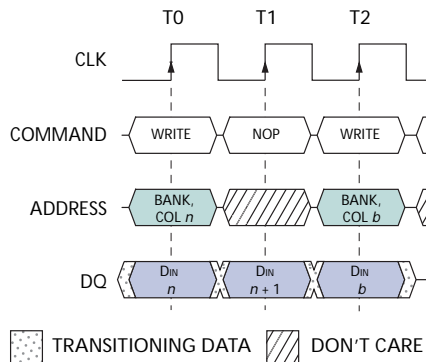 T0 T1 T2
CLK
COMMAND WRITE NOP WRITE
ADDRESS BANK, COL n BANK, COL b
DQ DIN n DIN n + 1 DIN b
TRANSITIONING DATA DON'T CARE